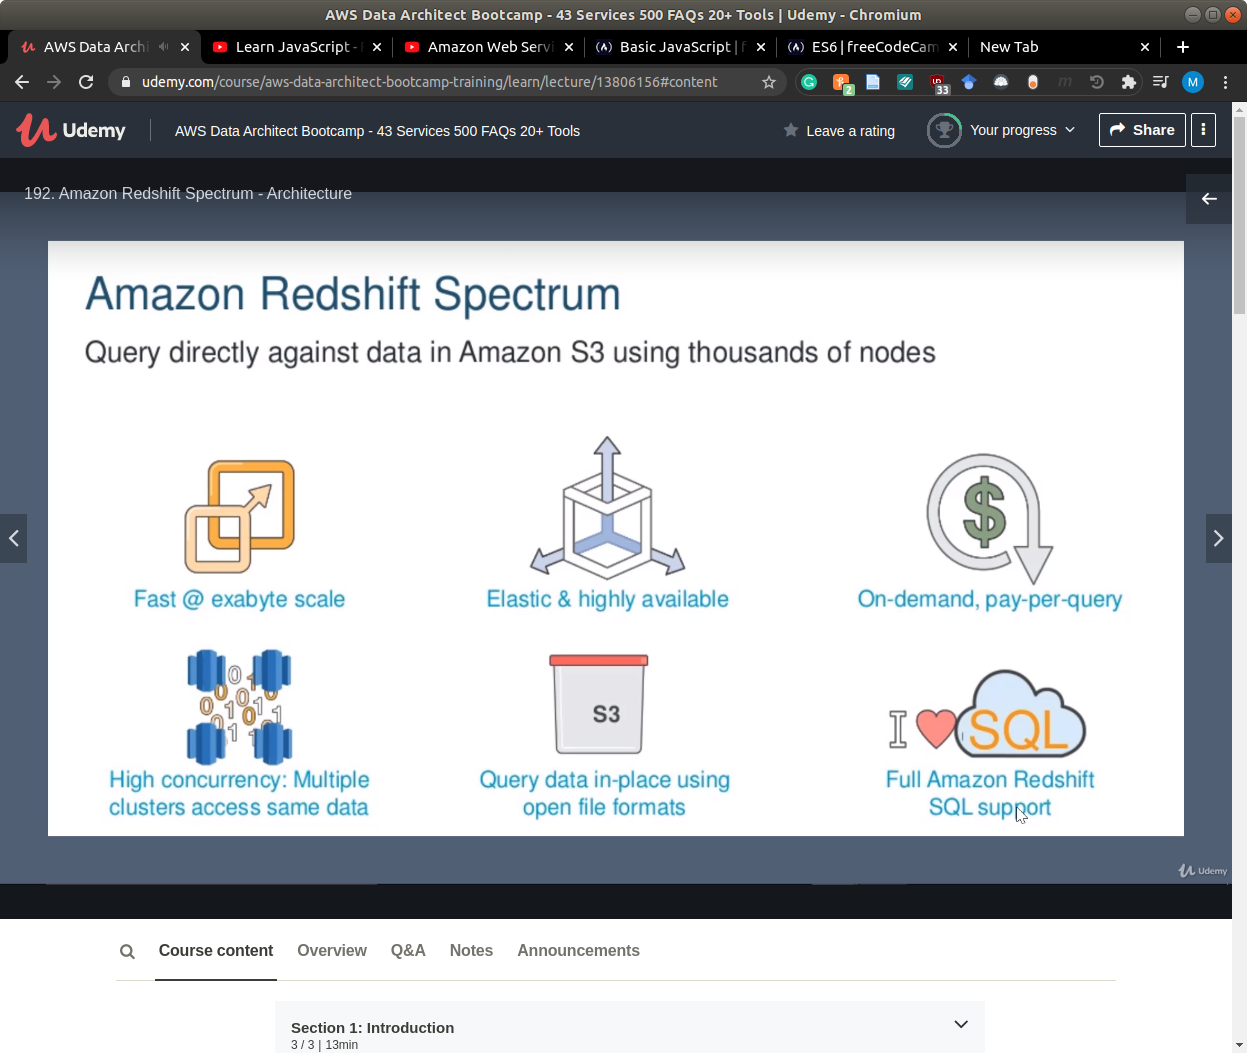 AWS Data Architect Bootcamp - 43 Services 500 FAQs 20+ Tools | Udemy - Chromium
AWS Data Archi
Learn JavaScript -
Amazon Web Servi
Basic JavaScript | f
ES6 | freeCodeCam
New Tab
udemy.com/course/aws-data-architect-bootcamp-training/learn/lecture/13806156#content
2
33
M
Udemy
AWS Data Architect Bootcamp - 43 Services 500 FAQs 20+ Tools
Leave a rating
Your progress
Share
192. Amazon Redshift Spectrum - Architecture
Amazon Redshift Spectrum
Query directly against data in Amazon S3 using thousands of nodes
Fast @ exabyte scale
Elastic & highly available
$
On-demand, pay-per-query
S3
I ♥ SQL
High concurrency: Multiple
clusters access same data
Query data in-place using
open file formats
Full Amazon Redshift
SQL support
Udemy
Course content
Overview
Q&A
Notes
Announcements
Section 1: Introduction
3 / 3 | 13min